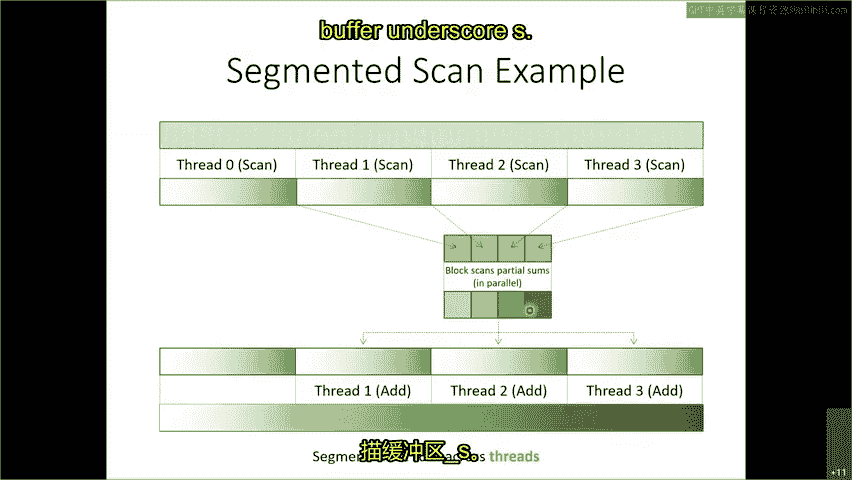 buffer underscore s.
Segmented Scan Example
Thread 0 (Scan)
Thread 1 (Scan)
Thread 2 (Scan)
Thread 3 (Scan)
Block scans partial sums
(in parallel)
Thread 1 (Add)
Thread 2 (Add)
Thread 3 (Add)
Segmen
threads
描缓冲区_s.
+11